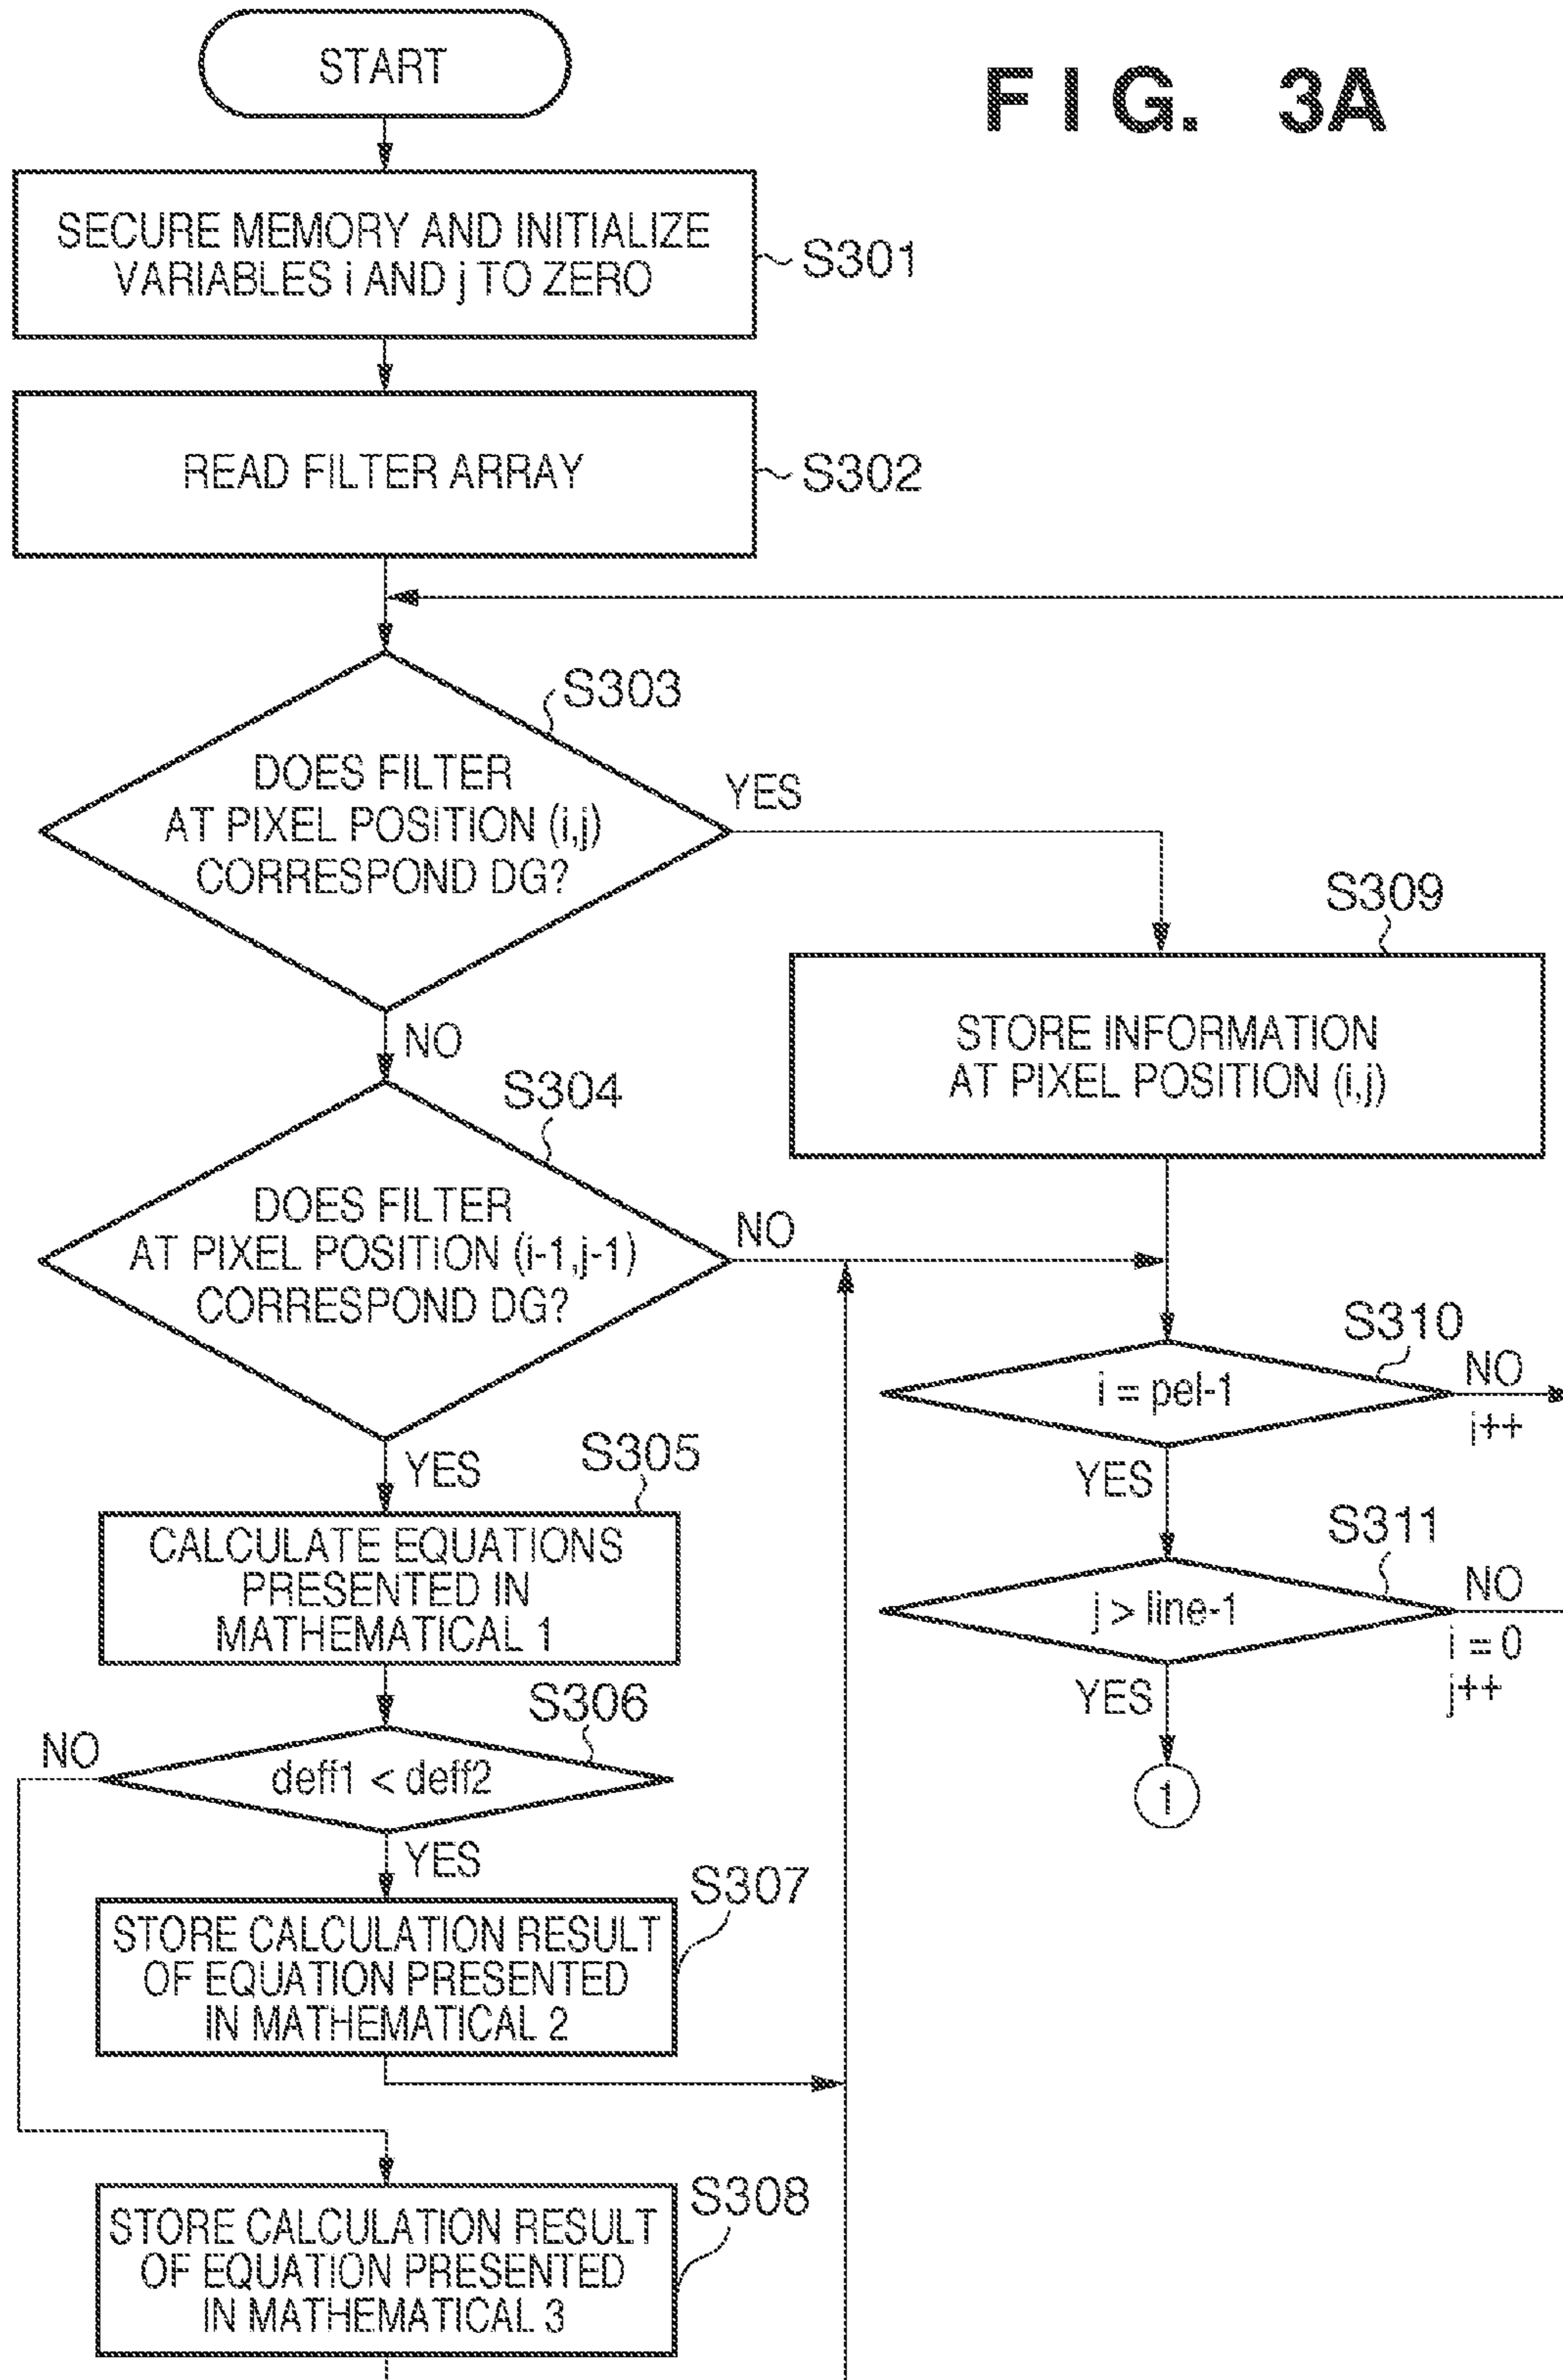 START
FIG. 3A
SECURE MEMORY AND INITIALIZE
VARIABLES i AND j TO ZERO
S301
READ FILTER ARRAY
S302
S303
DOES FILTER
AT PIXEL POSITION (i,j)
CORRESPOND DG?
YES
NO
S309
STORE INFORMATION
AT PIXEL POSITION (i,j)
S304
DOES FILTER
AT PIXEL POSITION (i-1,j-1)
CORRESPOND DG?
NO
YES
S310
i = pel-1
NO
i++
YES
S305
CALCULATE EQUATIONS
PRESENTED IN
MATHEMATICAL 1
S311
j > line-1
NO
i = 0
j++
YES
1
S306
deff1 < deff2
NO
YES
S307
STORE CALCULATION RESULT
OF EQUATION PRESENTED
IN MATHEMATICAL 2
S308
STORE CALCULATION RESULT
OF EQUATION PRESENTED
IN MATHEMATICAL 3